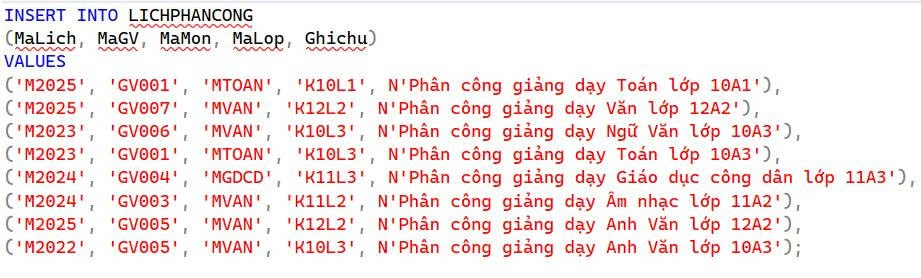 INSERT INTO LICHPHANCONG
(MaLich, MaGV, MaMon, MaLop, Ghichu)
VALUES
('M2025', 'GV001', 'MTOAN', 'K10L1', N'Phân công giảng dạy Toán lớp 10A1'),
('M2025', 'GV007', 'MVAN', 'K12L2', N'Phân công giảng dạy Văn lớp 12A2'),
('M2023', 'GV006', 'MVAN', 'K10L3', N'Phân công giảng dạy Ngữ Văn lớp 10A3'),
('M2023', 'GV001', 'MTOAN', 'K10L3', N'Phân công giảng dạy Toán lớp 10A3'),
('M2024', 'GV004', 'MGDCD', 'K11L3', N'Phân công giảng dạy Giáo dục công dân lớp 11A3'),
('M2024', 'GV003', 'MVAN', 'K11L2', N'Phân công giảng dạy Âm nhạc lớp 11A2'),
('M2025', 'GV005', 'MVAN', 'K12L2', N'Phân công giảng dạy Anh Văn lớp 12A2'),
('M2022', 'GV005', 'MVAN', 'K10L3', N'Phân công giảng dạy Anh Văn lớp 10A3');